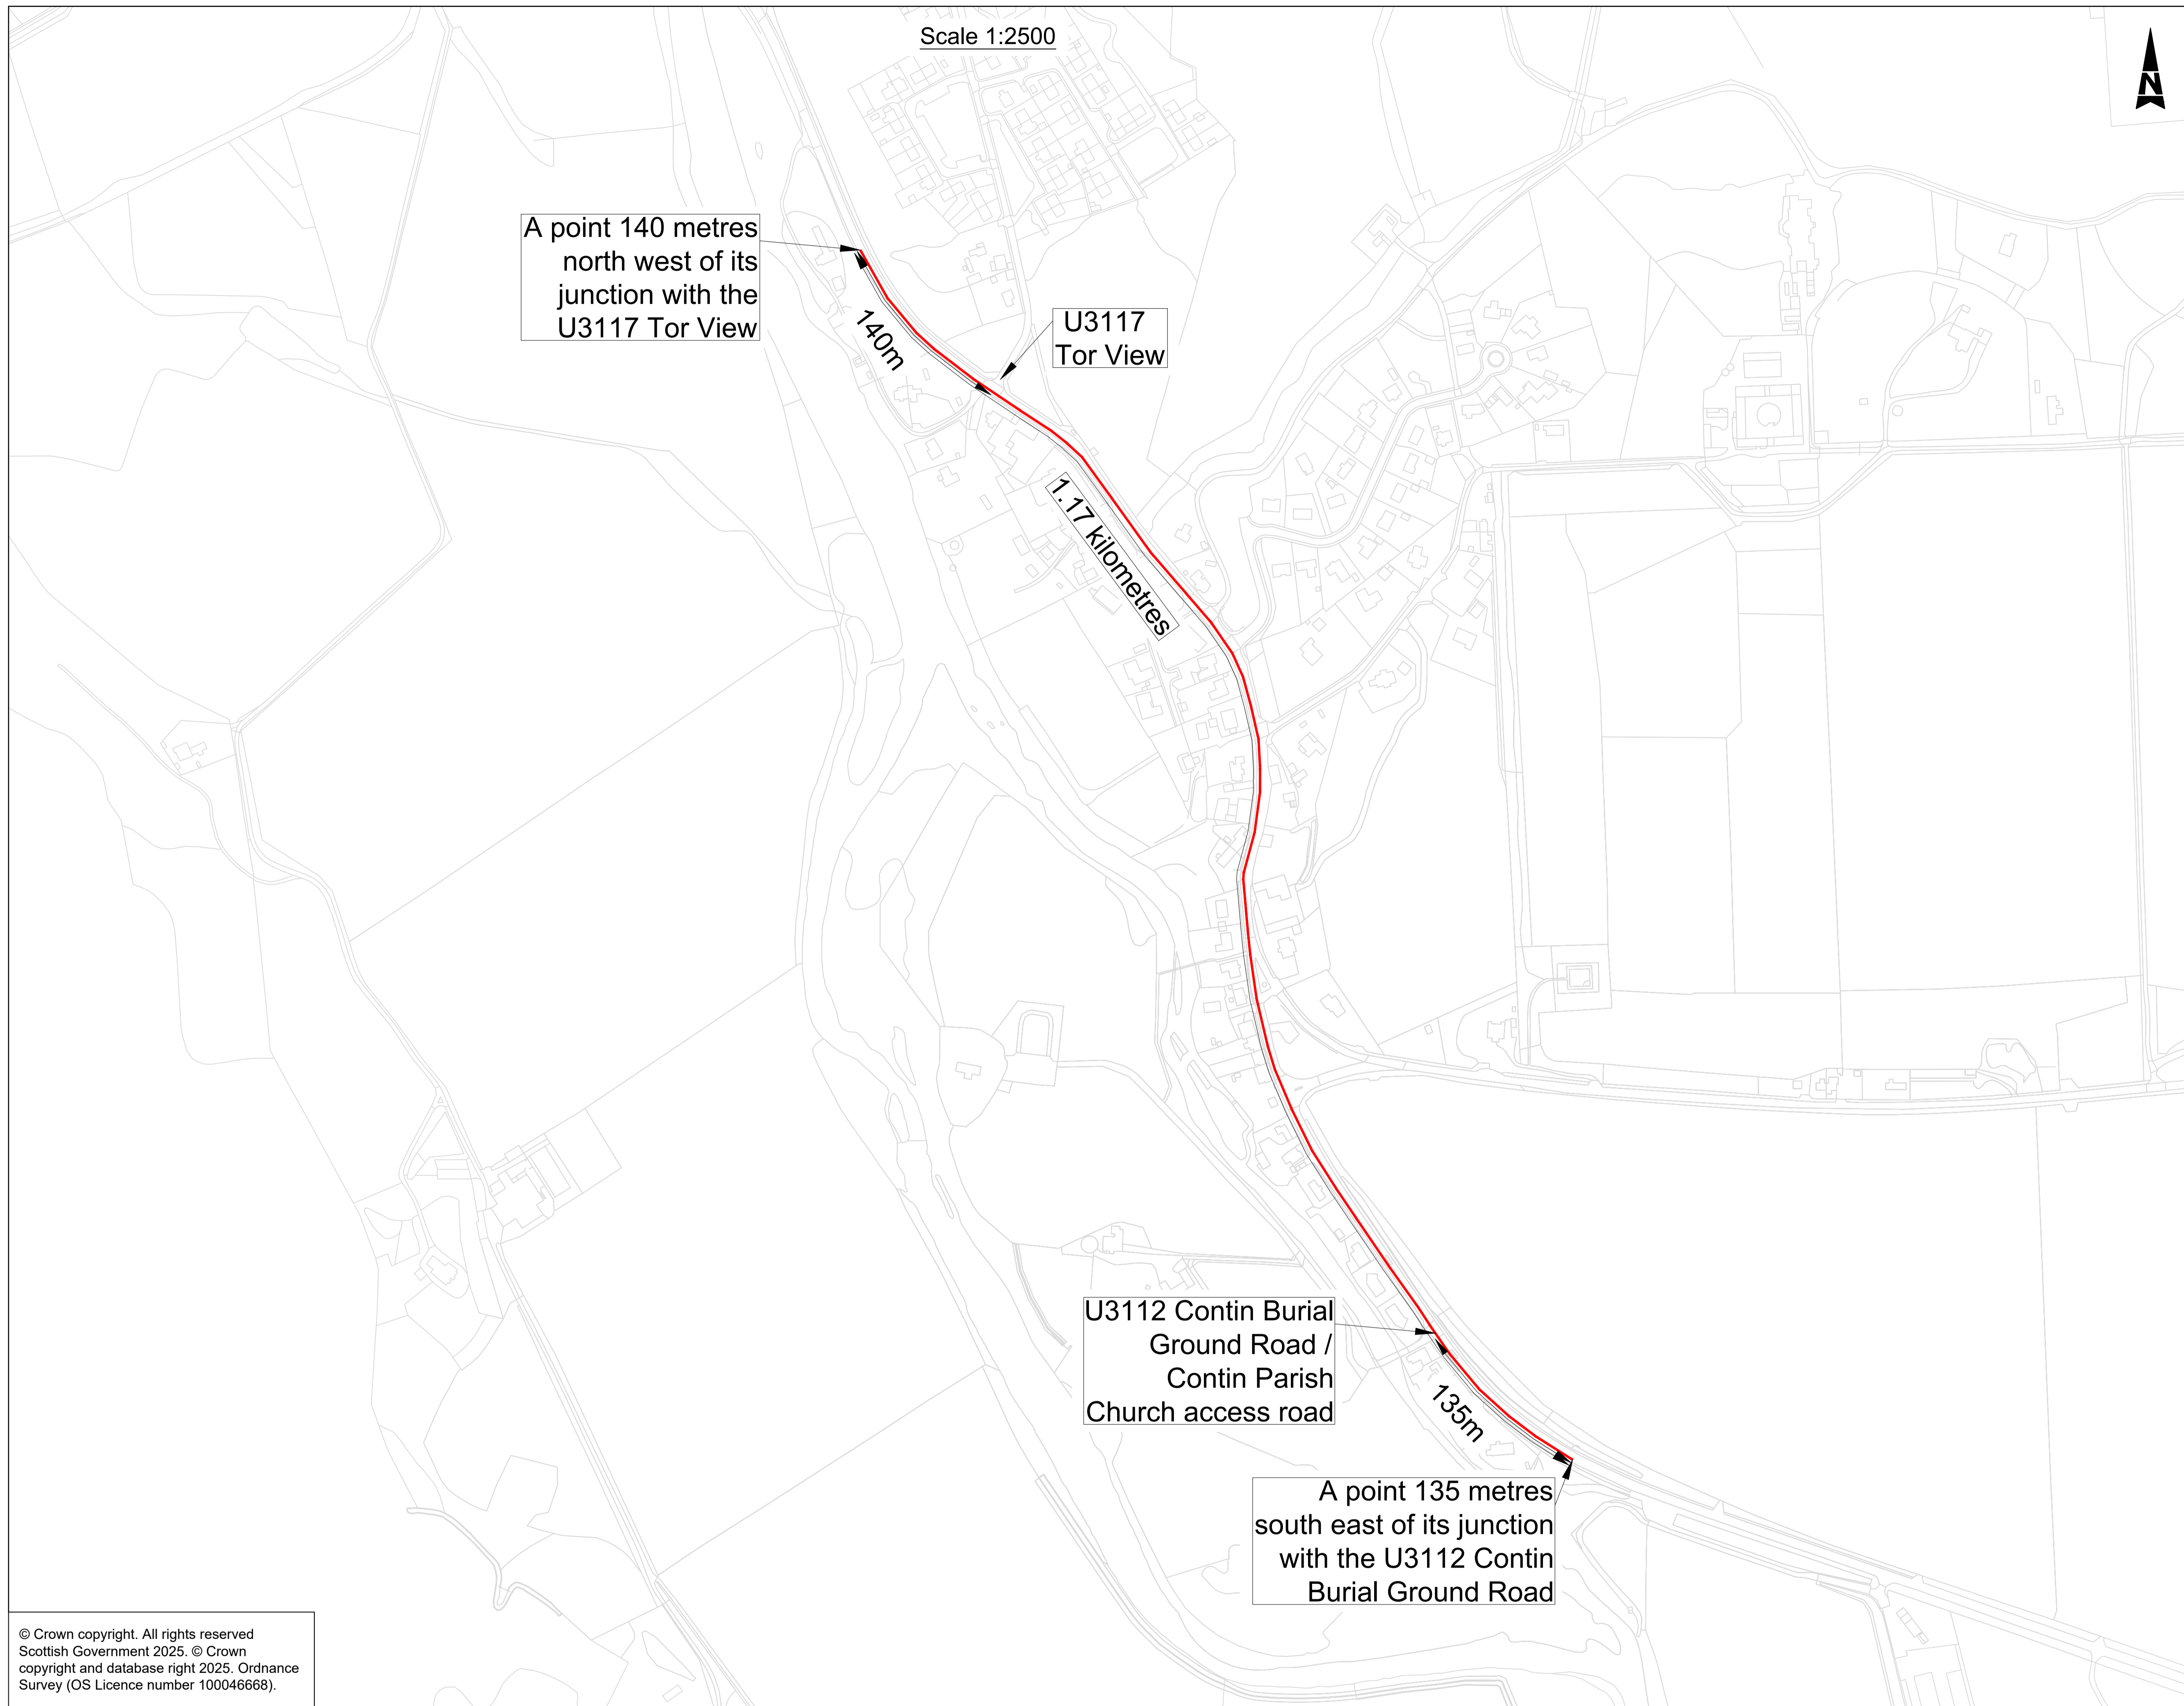 Scale 1:2500
N
A point 140 metres
north west of its
junction with the
U3117 Tor View
140m
U3117
Tor View
1.17 kilometres
U3112 Contin Burial
Ground Road /
Contin Parish
Church access road
135m
A point 135 metres
south east of its junction
with the U3112 Contin
Burial Ground Road
© Crown copyright. All rights reserved
Scottish Government 2025. © Crown
copyright and database right 2025. Ordnance
Survey (OS Licence number 100046668).